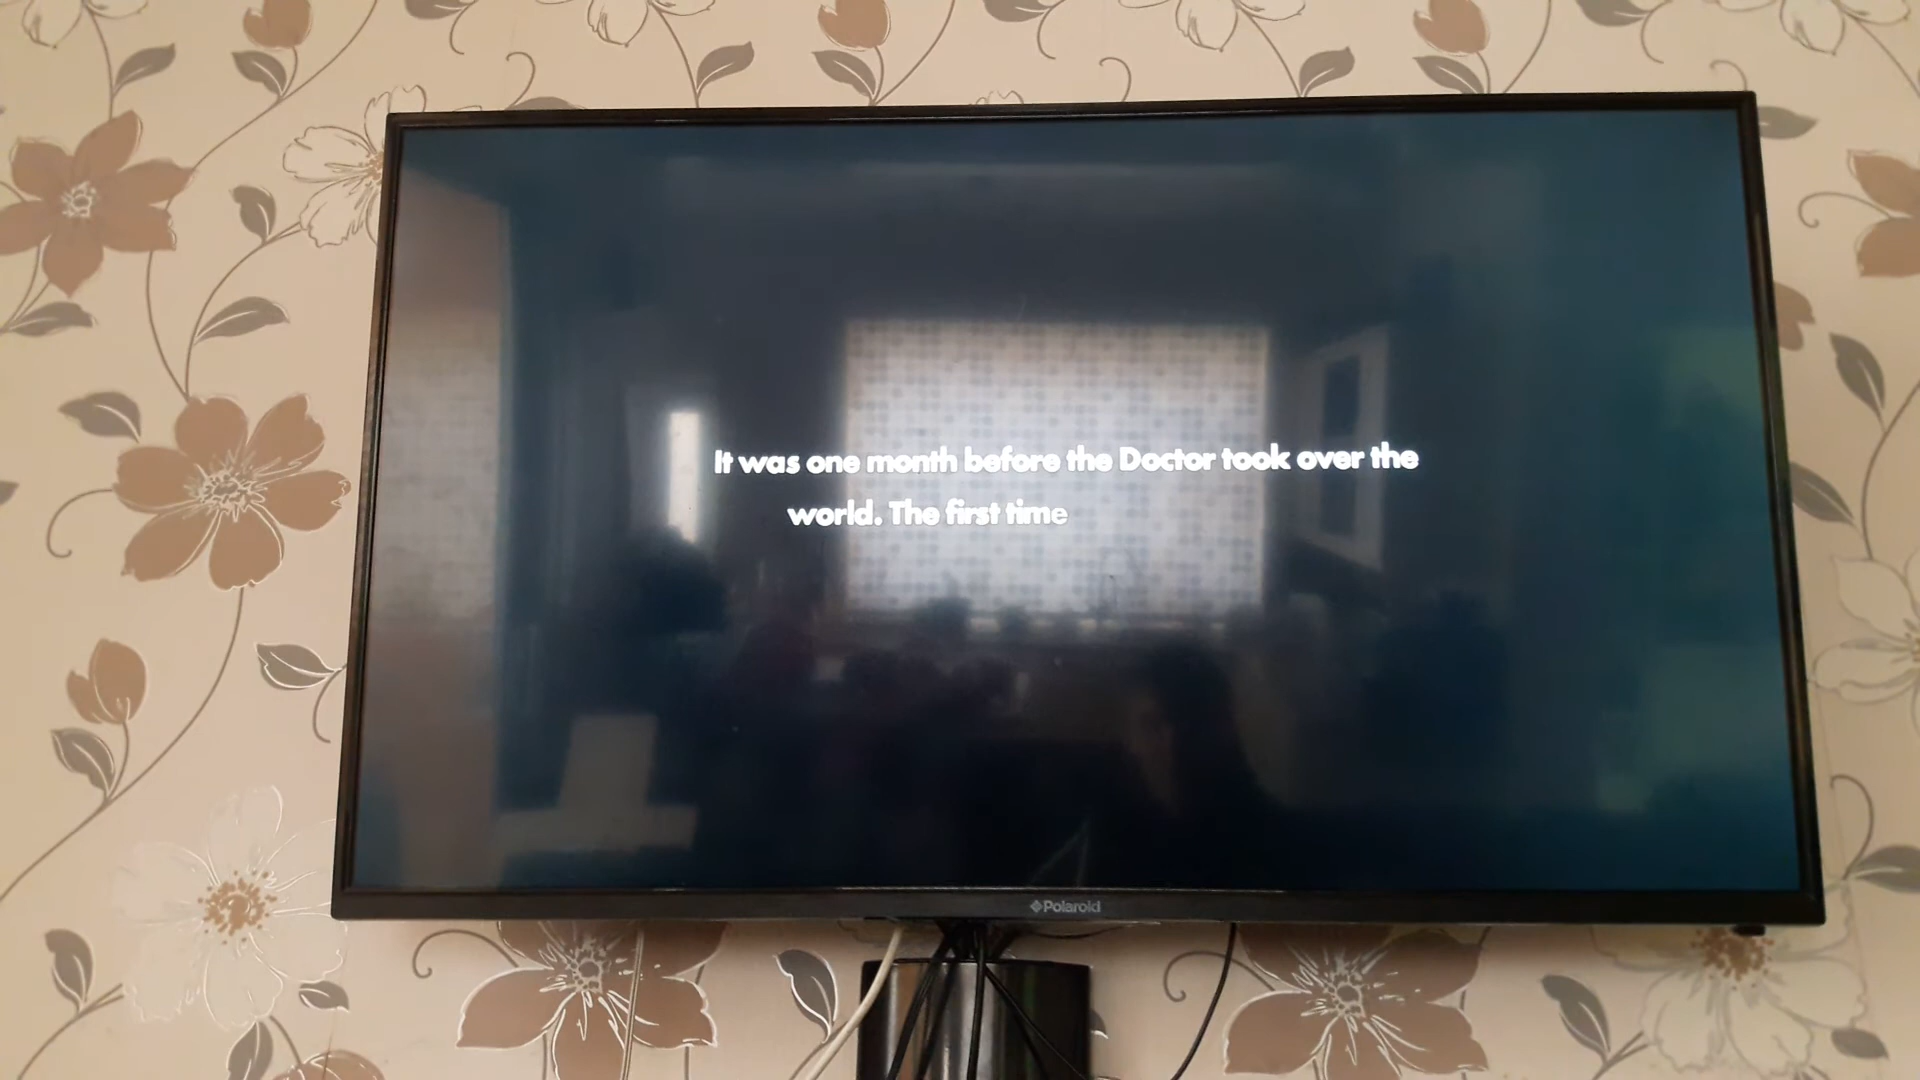 It was one month before the Doctor took over the
world. The first time
Polaroid